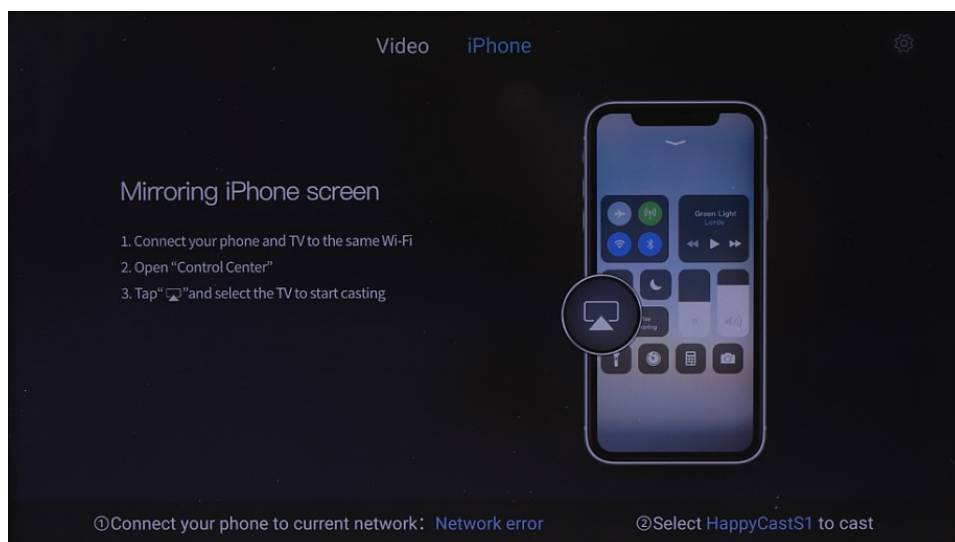 Video iPhone
Mirroring iPhone screen
1. Connect your phone and TV to the same Wi-Fi
2. Open “Control Center”
3. Tap“ ”and select the TV to start casting
Green Light
Lorde
①Connect your phone to current network： Network error
②Select HappyCastS1 to cast